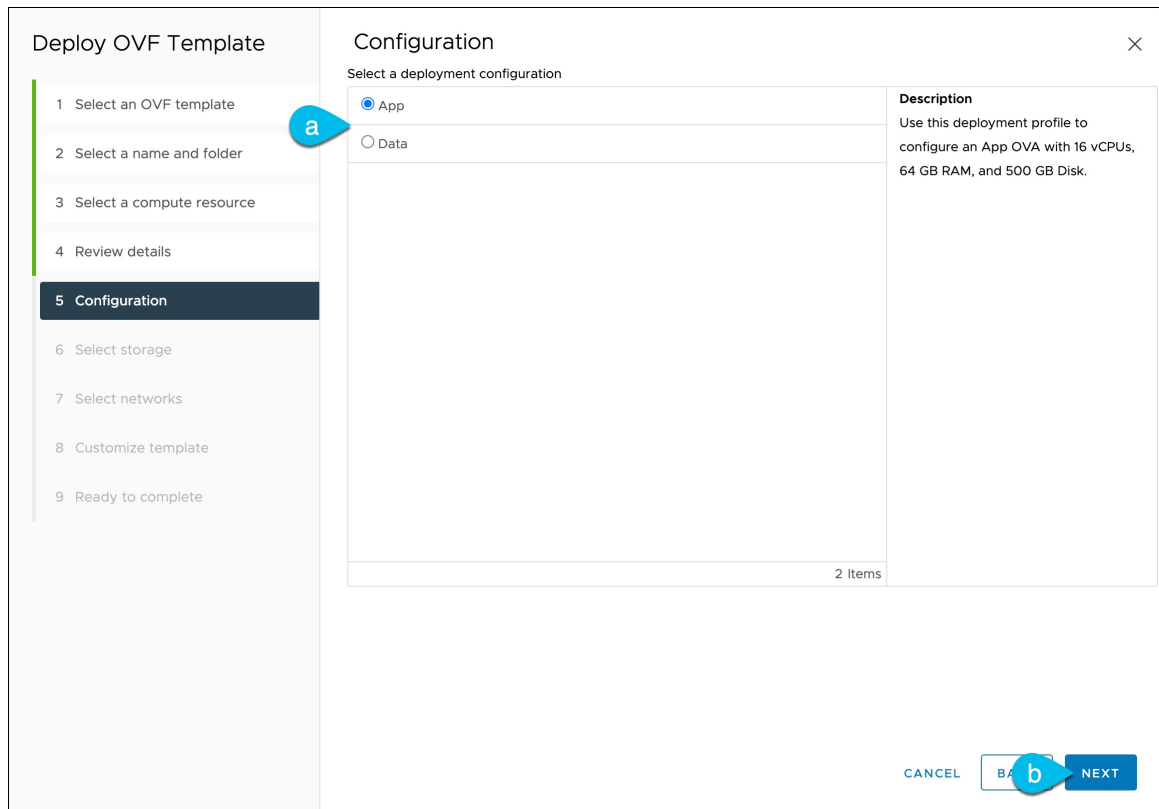 Deploy OVF Template
1 Select an OVF template
2 Select a name and folder
3 Select a compute resource
4 Review details
5 Configuration
6 Select storage
7 Select networks
8 Customize template
9 Ready to complete
Configuration
Select a deployment configuration
a
App
Data
2 Items
Description
Use this deployment profile to
configure an App OVA with 16 vCPUs,
64 GB RAM, and 500 GB Disk.
CANCEL
b
NEXT